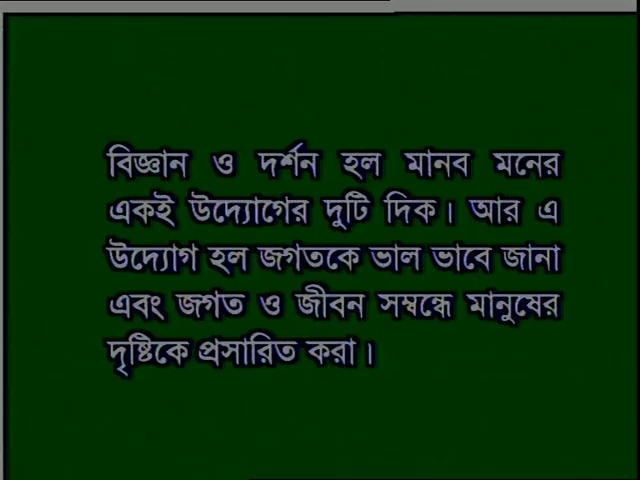 বিজ্ঞান ও দর্শন হল মানব মনের
একই উদ্যোগের দুটি দিক। আর এ
উদ্যোগ হল জগতকে ভাল ভাবে জানা
এবং জগত ও জীবন সম্বন্ধে মানুষের
দৃষ্টিকে প্রসারিত করা।